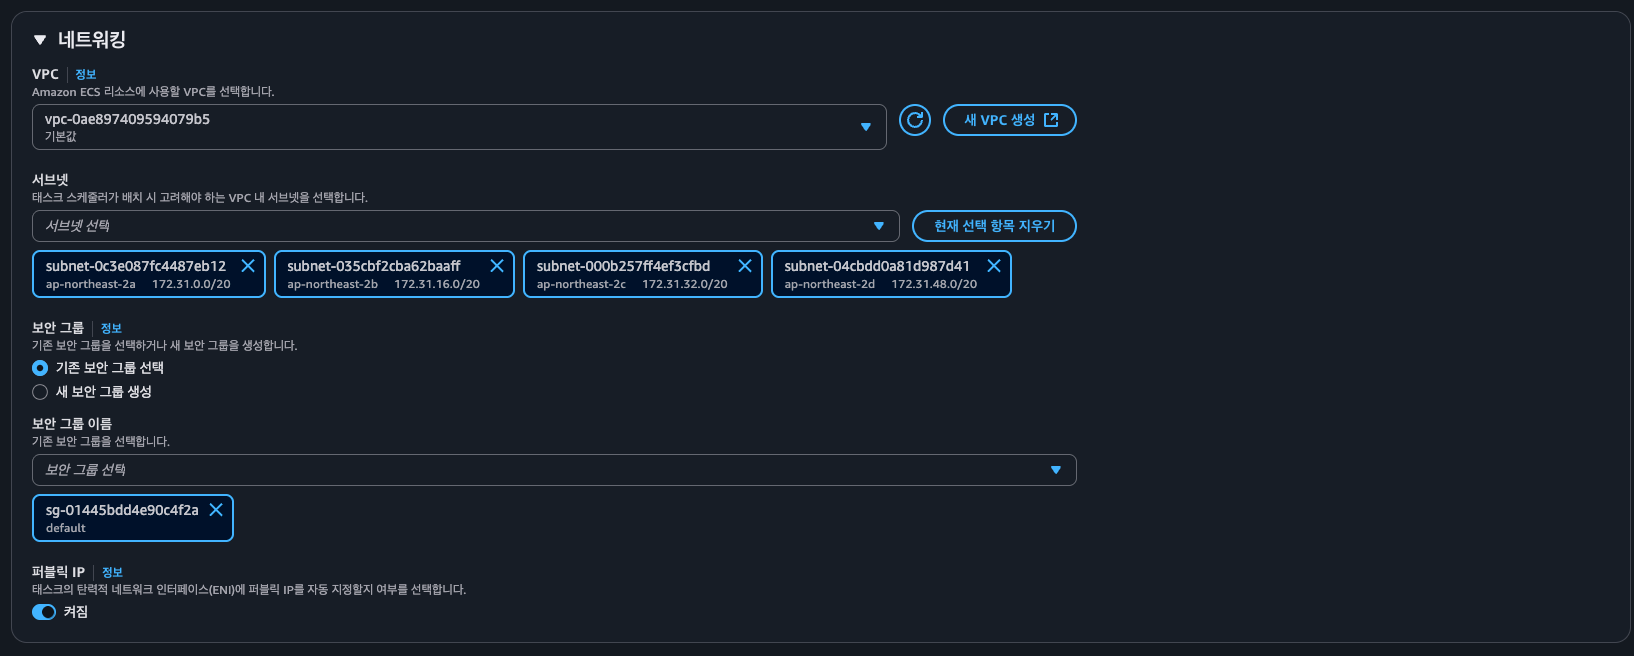 네트워킹
VPC 정보
Amazon ECS 리소스에 사용할 VPC를 선택합니다.
vpc-0ae897409594079b5
기본값
새 VPC 생성
서브넷
태스크 스케줄러가 배치 시 고려해야 하는 VPC 내 서브넷을 선택합니다.
서브넷 선택
현재 선택 항목 지우기
subnet-0c3e087fc4487eb12
ap-northeast-2a 172.31.0.0/20
subnet-035cbf2cba62baaff
ap-northeast-2b 172.31.16.0/20
subnet-000b257ff4ef3cfbd
ap-northeast-2c 172.31.32.0/20
subnet-04cbdd0a81d987d41
ap-northeast-2d 172.31.48.0/20
보안 그룹 정보
기존 보안 그룹을 선택하거나 새 보안 그룹을 생성합니다.
기존 보안 그룹 선택
새 보안 그룹 생성
보안 그룹 이름
기존 보안 그룹을 선택합니다.
보안 그룹 선택
sg-01445bdd4e90c4f2a
default
퍼블릭 IP 정보
태스크의 탄력적 네트워크 인터페이스(ENI)에 퍼블릭 IP를 자동 지정할지 여부를 선택합니다.
켜짐